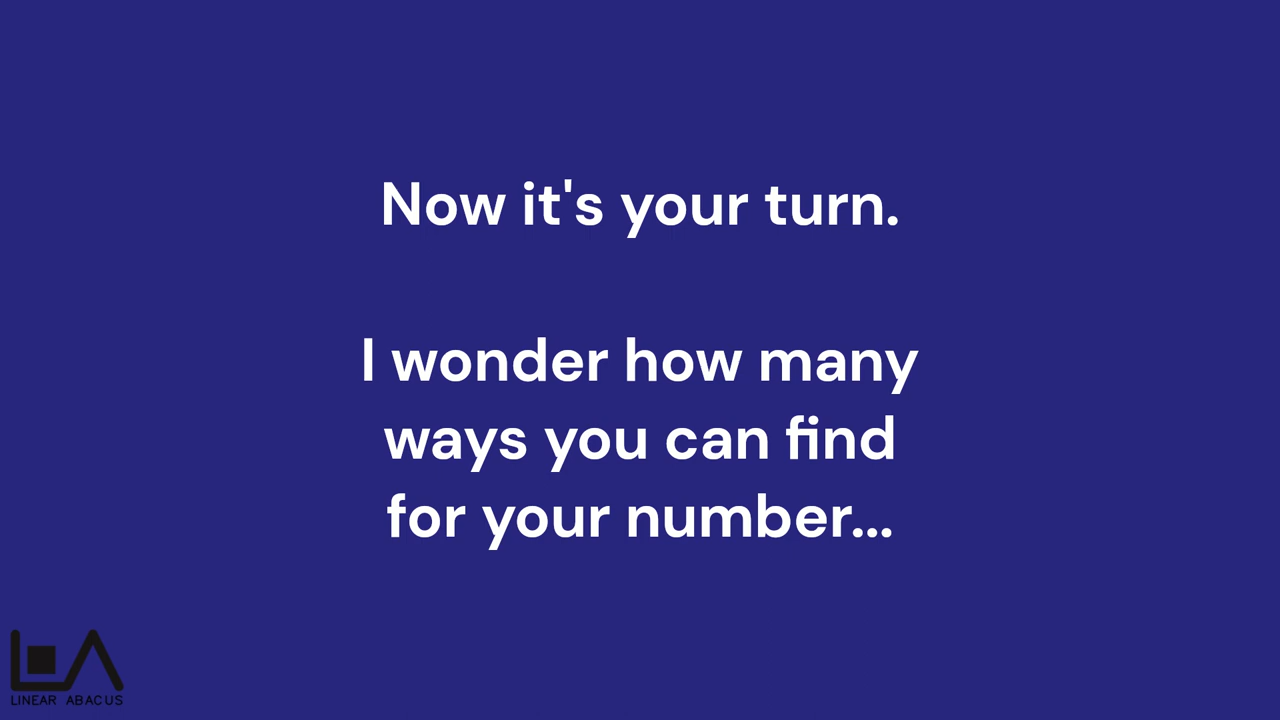 Now it's your turn.
I wonder how many
ways you can find
for your number...
LINEAR ABACUS